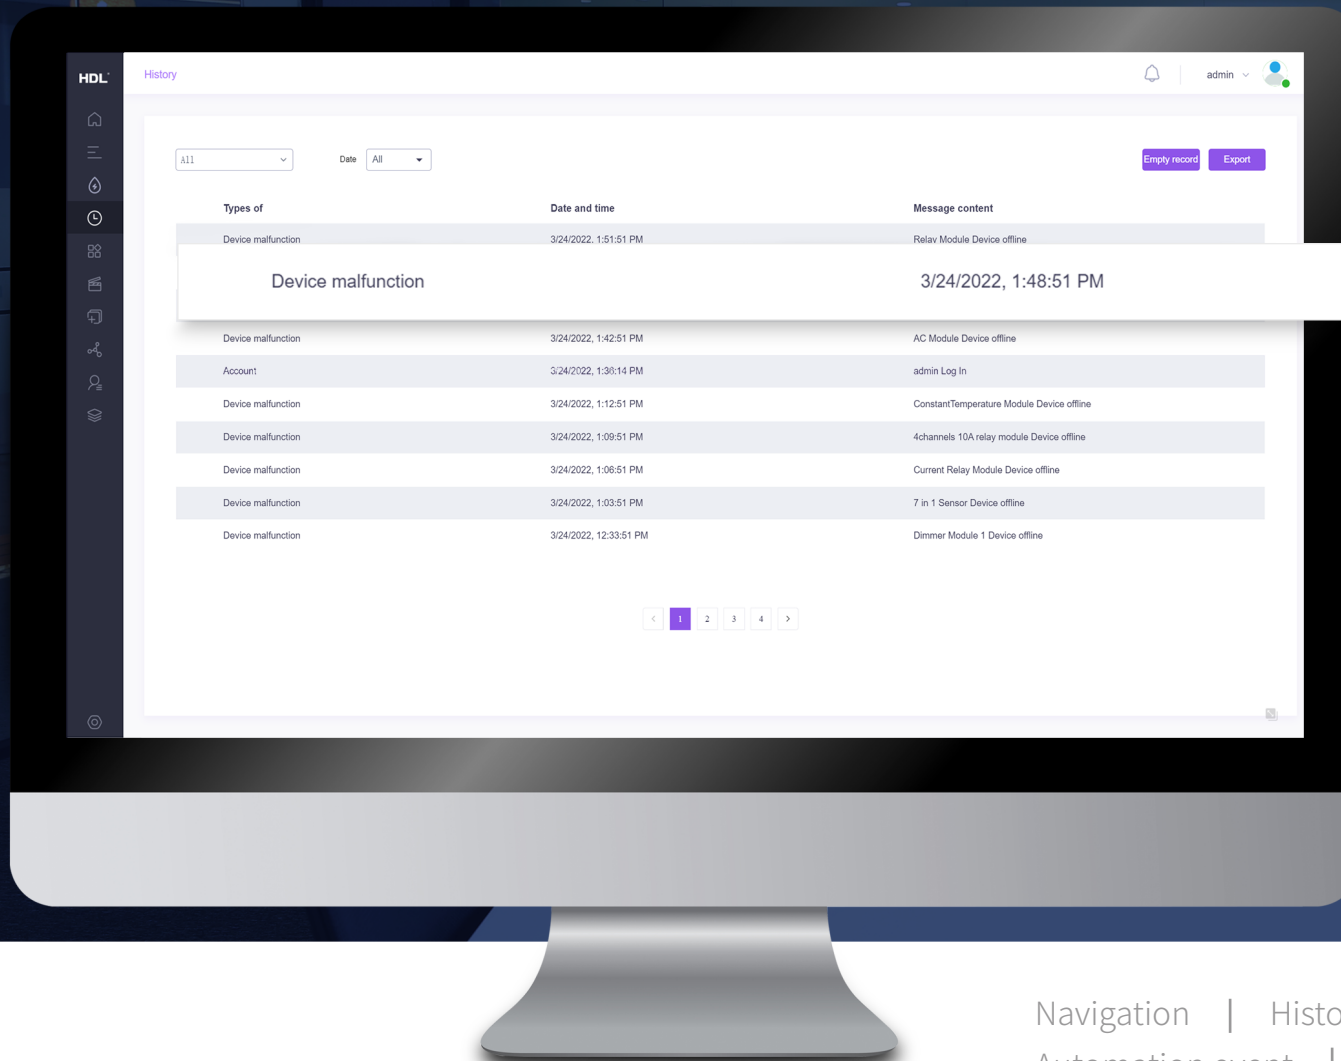 HDL
History
admin
All
Date All
Empty record
Export
Types of Date and time Message content
Device malfunction 3/24/2022, 1:51:51 PM Relay Module Device offline
Device malfunction 3/24/2022, 1:48:51 PM
Device malfunction 3/24/2022, 1:42:51 PM AC Module Device offline
Account 3/24/2022, 1:36:14 PM admin Log In
Device malfunction 3/24/2022, 1:12:51 PM ConstantTemperature Module Device offline
Device malfunction 3/24/2022, 1:09:51 PM 4channels 10A relay module Device offline
Device malfunction 3/24/2022, 1:06:51 PM Current Relay Module Device offline
Device malfunction 3/24/2022, 1:03:51 PM 7 in 1 Sensor Device offline
Device malfunction 3/24/2022, 12:33:51 PM Dimmer Module 1 Device offline
< 1 2 3 4 >
Navigation | Histo
Automation event |